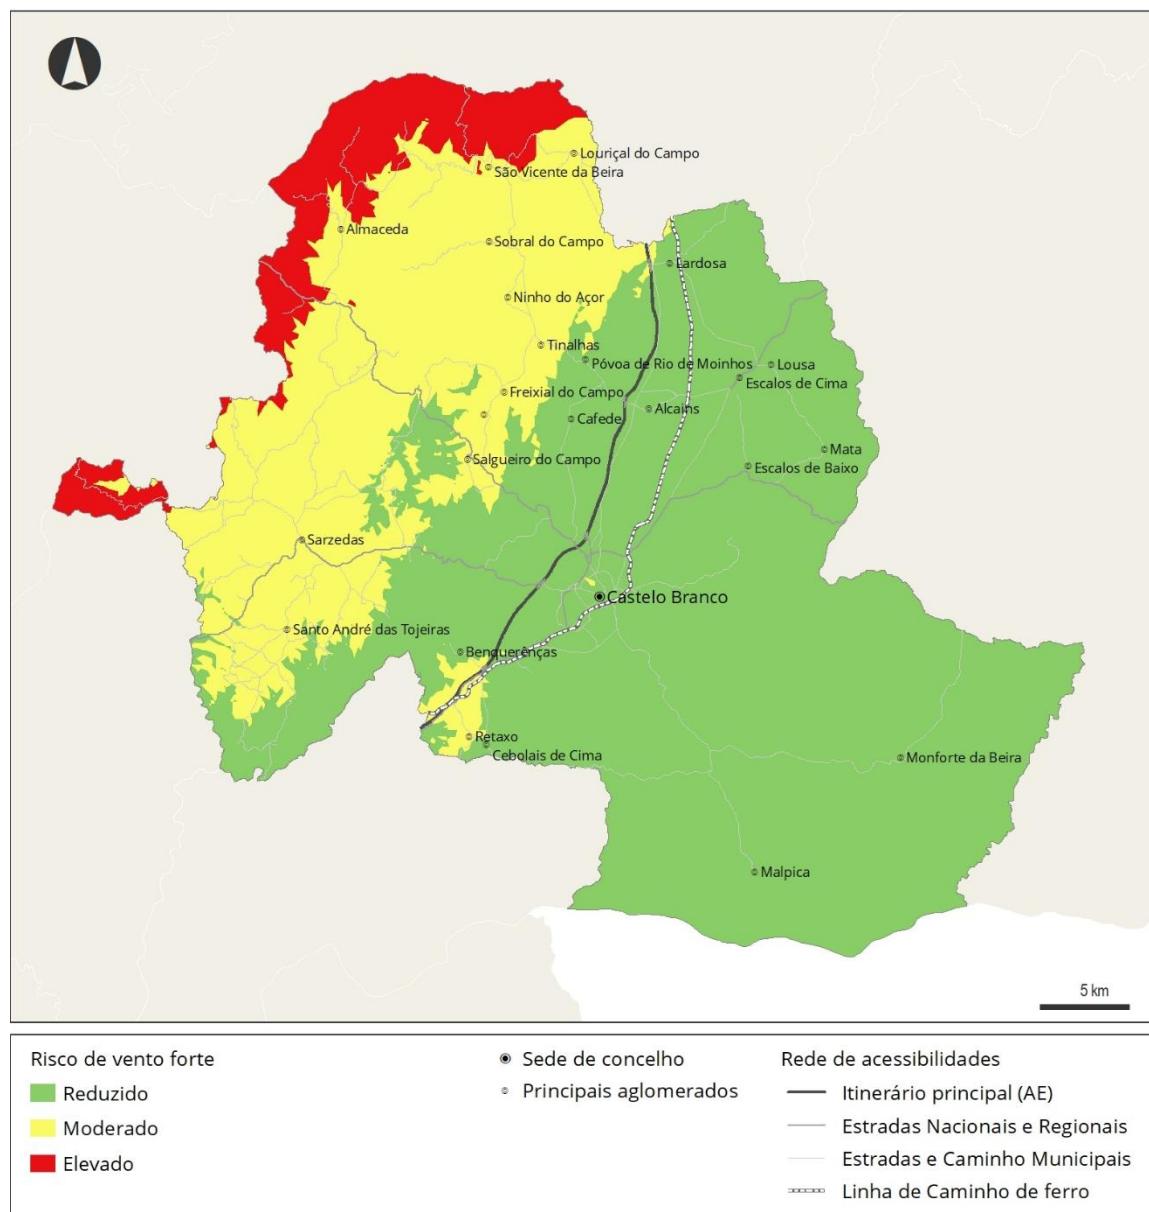 Louriçal do Campo
São Vicente da Beira
Almaceda
Sobral do Campo
Lardosa
Ninho do Açor
Tinalhas
Póvoa de Rio de Moinhos
Lousa
Escalos de Cima
Freixial do Campo
Alcains
Cafede
Mata
Salgueiro do Campo
Escalos de Baixo
Sarzedas
Castelo Branco
Santo André das Tojeiras
Benquerênças
Retaxo
Cebolais de Cima
Monforte da Beira
Malpica
5 km
Risco de vento forte
Reduzido
Moderado
Elevado
Sede de concelho
Principais aglomerados
Rede de acessibilidades
Itinerário principal (AE)
Estradas Nacionais e Regionais
Estradas e Caminho Municipais
Linha de Caminho de ferro